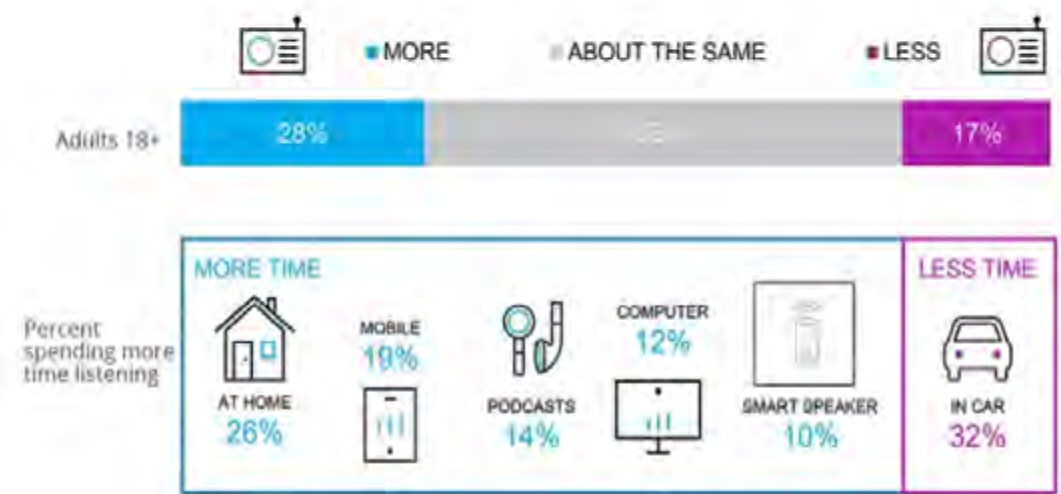 MORE
ABOUT THE SAME
LESS
Adults 18+
28%
17%
MORE TIME
LESS TIME
Percent
spending more
time listening
AT HOME
26%
MOBILE
19%
PODCASTS
14%
COMPUTER
12%
SMART SPEAKER
10%
IN CAR
32%